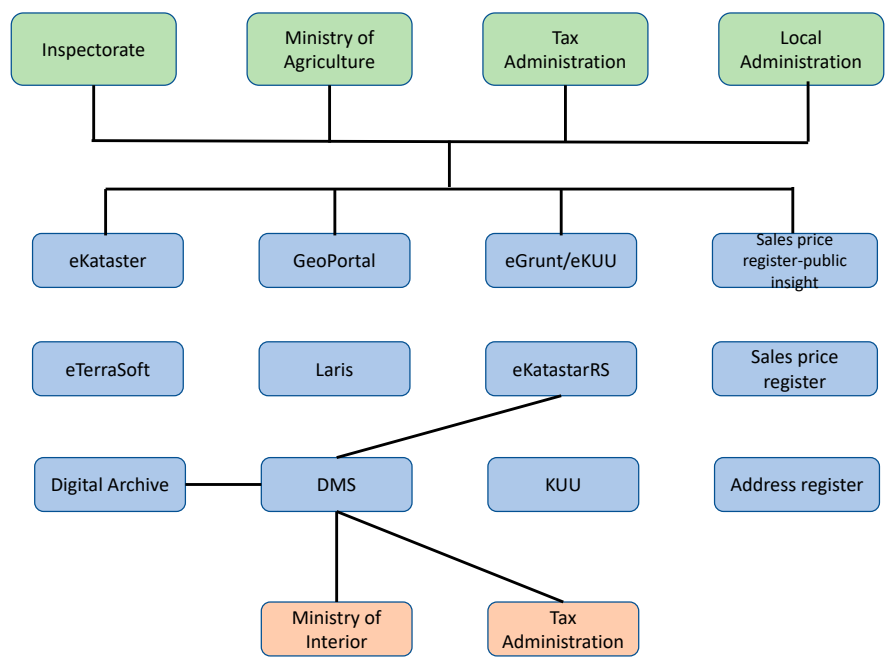 Inspectorate
Ministry of
Agriculture
Tax
Administration
Local
Administration
eKataster
GeoPortal
eGrunt/eKUU
Sales price
register-public
insight
eTerraSoft
Laris
eKatastarRS
Sales price
register
Digital Archive
DMS
KUU
Address register
Ministry of
Interior
Tax
Administration